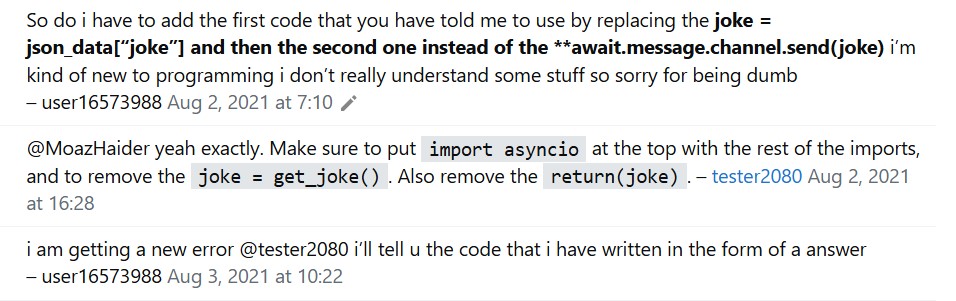 So do i have to add the first code that you have told me to use by replacing the joke =
json_data[“joke”] and then the second one instead of the **await.message.channel.send(joke) i’m
kind of new to programming i don’t really understand some stuff so sorry for being dumb
– user16573988 Aug 2, 2021 at 7:10
@MoazHaider yeah exactly. Make sure to put import asyncio at the top with the rest of the imports,
and to remove the joke = get_joke() . Also remove the return(joke) . – tester2080 Aug 2, 2021
at 16:28
i am getting a new error @tester2080 i’ll tell u the code that i have written in the form of a answer
– user16573988 Aug 3, 2021 at 10:22